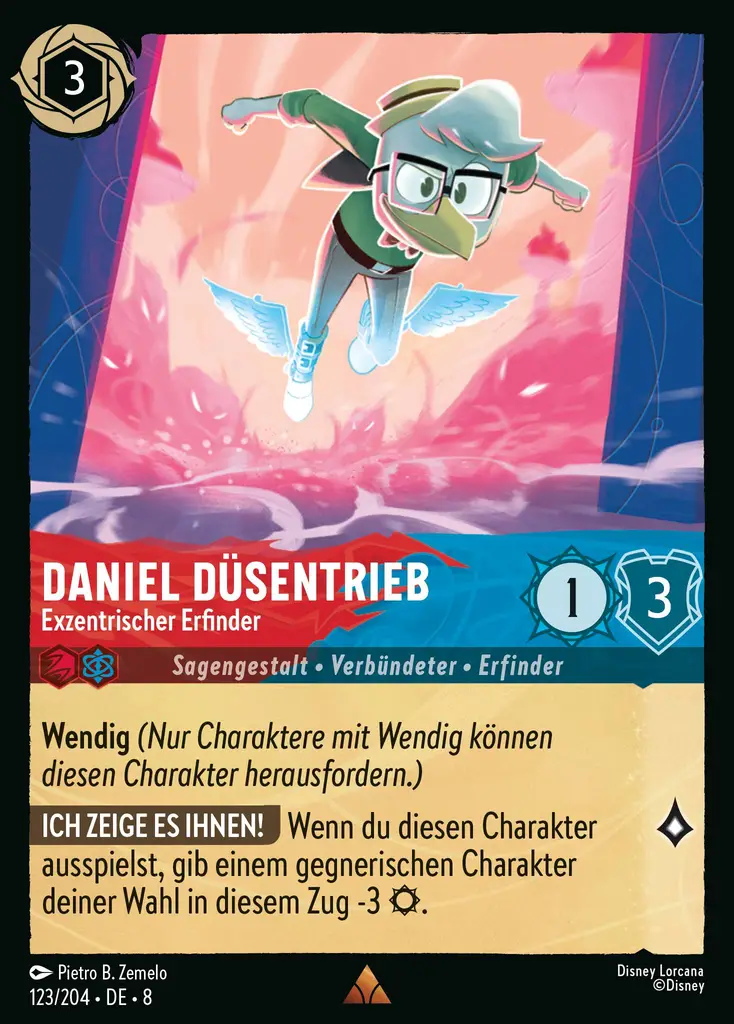 3
DANIEL DÜSENTRIEB
Exzentrischer Erfinder
1
3
Sagengestalt • Verbündeter • Erfinder
Wendig (Nur Charaktere mit Wendig können
diesen Charakter herausfordern.)
ICH ZEIGE ES IHNEN! Wenn du diesen Charakter
ausspielst, gib einem gegnerischen Charakter
deiner Wahl in diesem Zug -3 .
Pietro B. Zemelo
123/204 • DE • 8
Disney Lorcana
©Disney